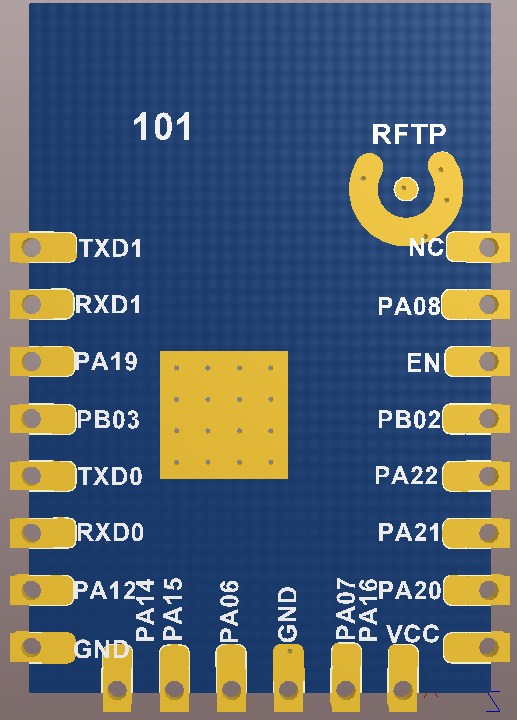 101
RFTP
TXD1
NC
RXD1
PA08
PA19
EN
PB03
PB02
TXD0
PA22
RXD0
PA21
PA12
PA14
PA15
PA06
GND
PA07
PA16
PA20
GND
VCC